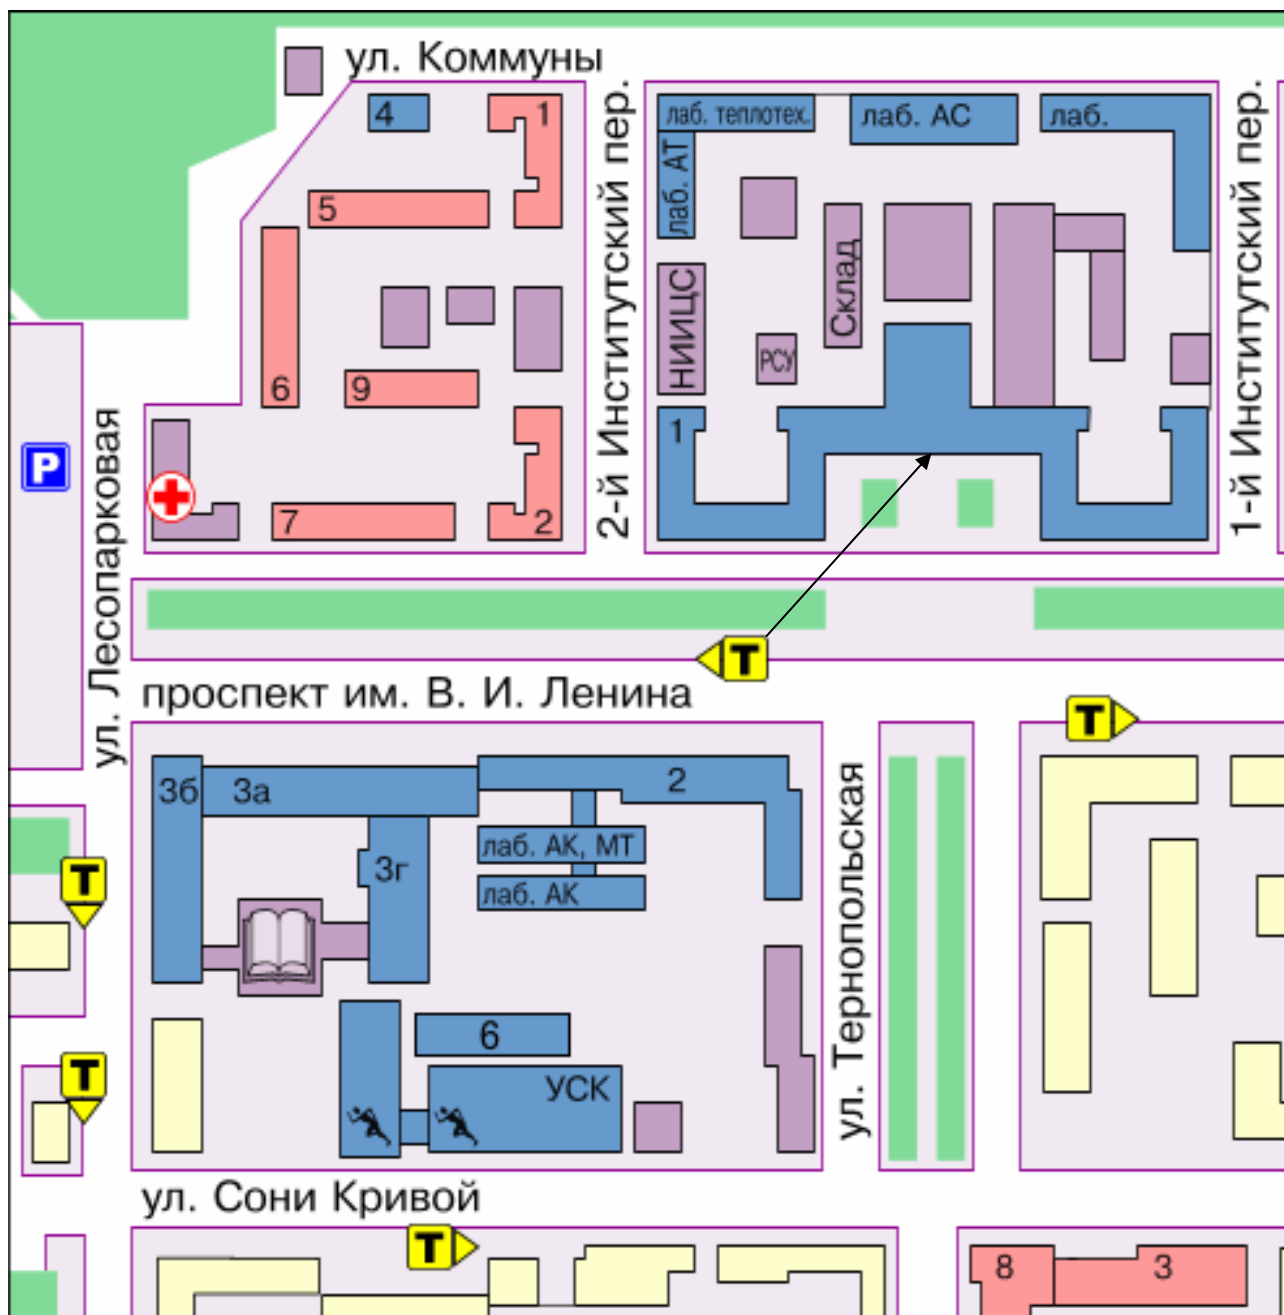 ул. Коммуны
4
1
5
6
9
7
2
2-й Институтский пер.
лаб. теплотех.
лаб. АС
лаб.
лаб. АТ
НИИЦС
Склад
РСУ
1
1-й Институтский пер.
P
ул. Лесопарковая
T
проспект им. В. И. Ленина
T
3б
3а
2
лаб. АК, МТ
3г
лаб. АК
T
ул. Тернопольская
6
УСК
T
ул. Сони Кривой
T
8
3